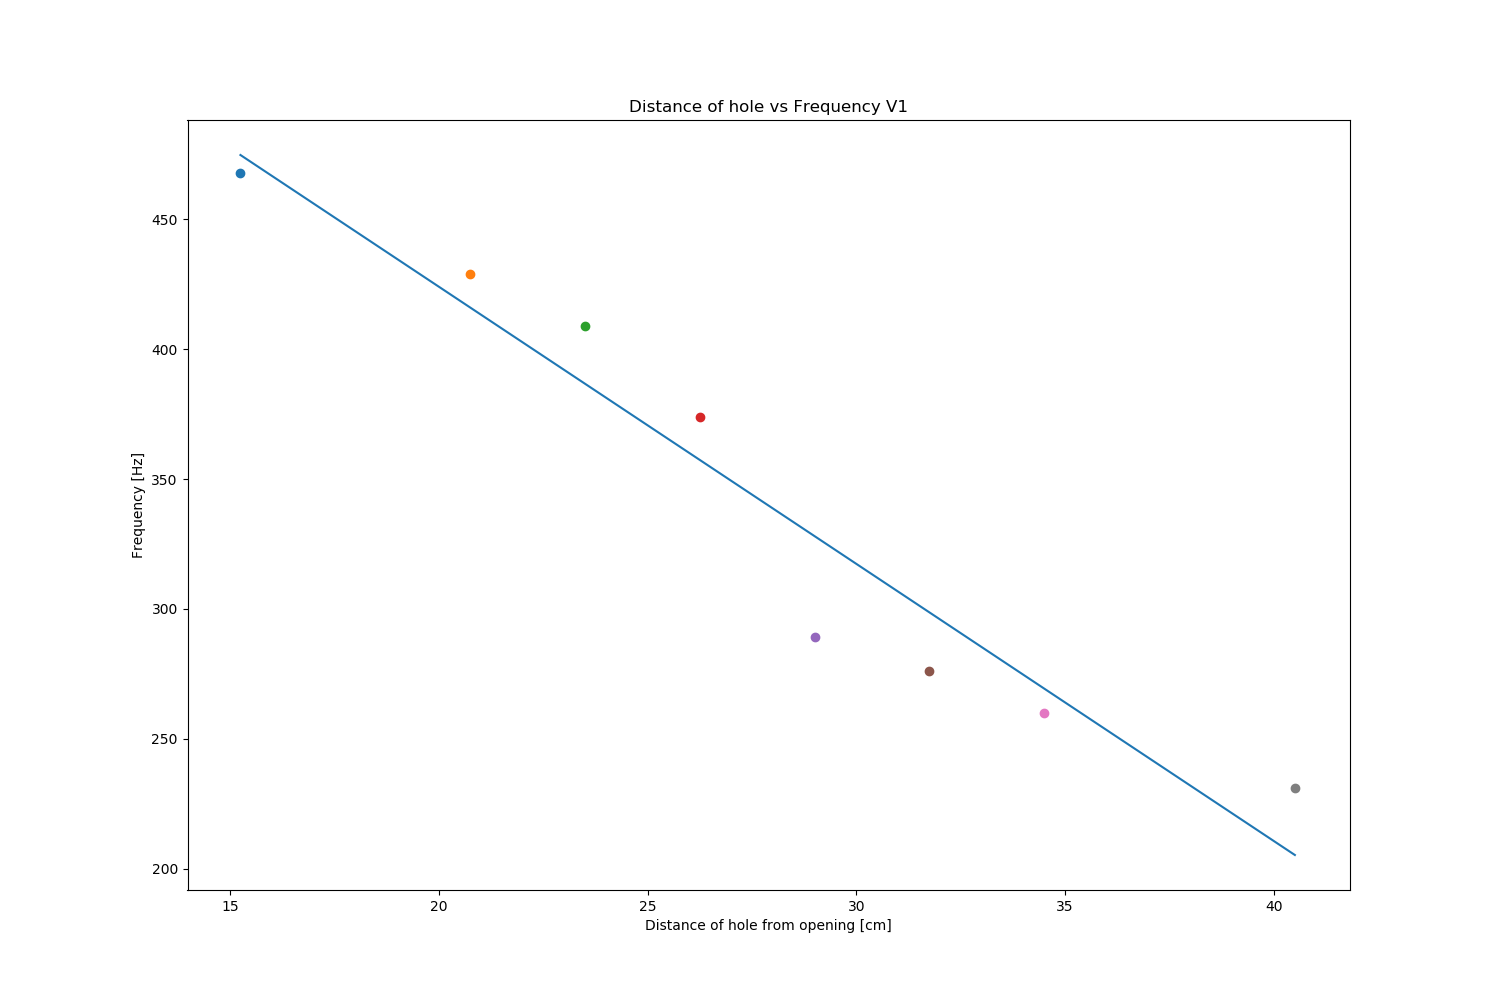 Distance of hole vs Frequency V1
Frequency [Hz]
450
400
350
300
250
200
15 20 25 30 35 40
Distance of hole from opening [cm]